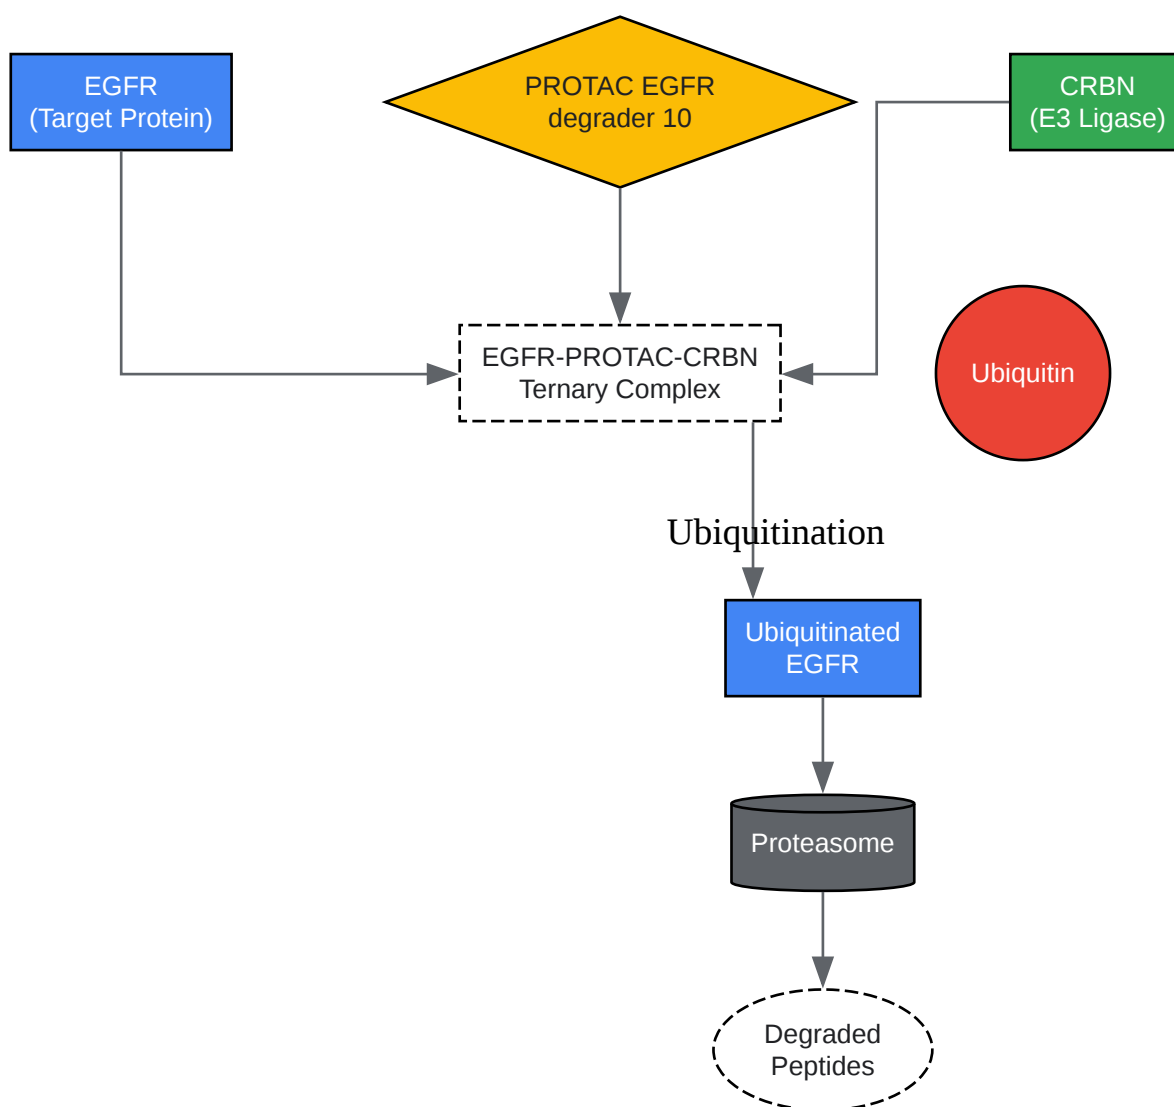 EGFR
(Target Protein)
PROTAC EGFR
degrader 10
CRBN
(E3 Ligase)
EGFR-PROTAC-CRBN
Ternary Complex
Ubiquitin
Ubiquitination
Ubiquitinated
EGFR
Proteasome
Degraded
Peptides